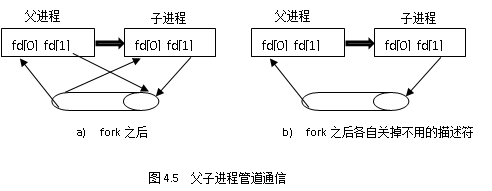 父进程 子进程 父进程 子进程
fd[0] fd[1] fd[0] fd[1] fd[0] fd[1] fd[0] fd[1]
a) fork 之后 b) fork 之后各自关掉不用的描述符
图 4.5 父子进程管道通信